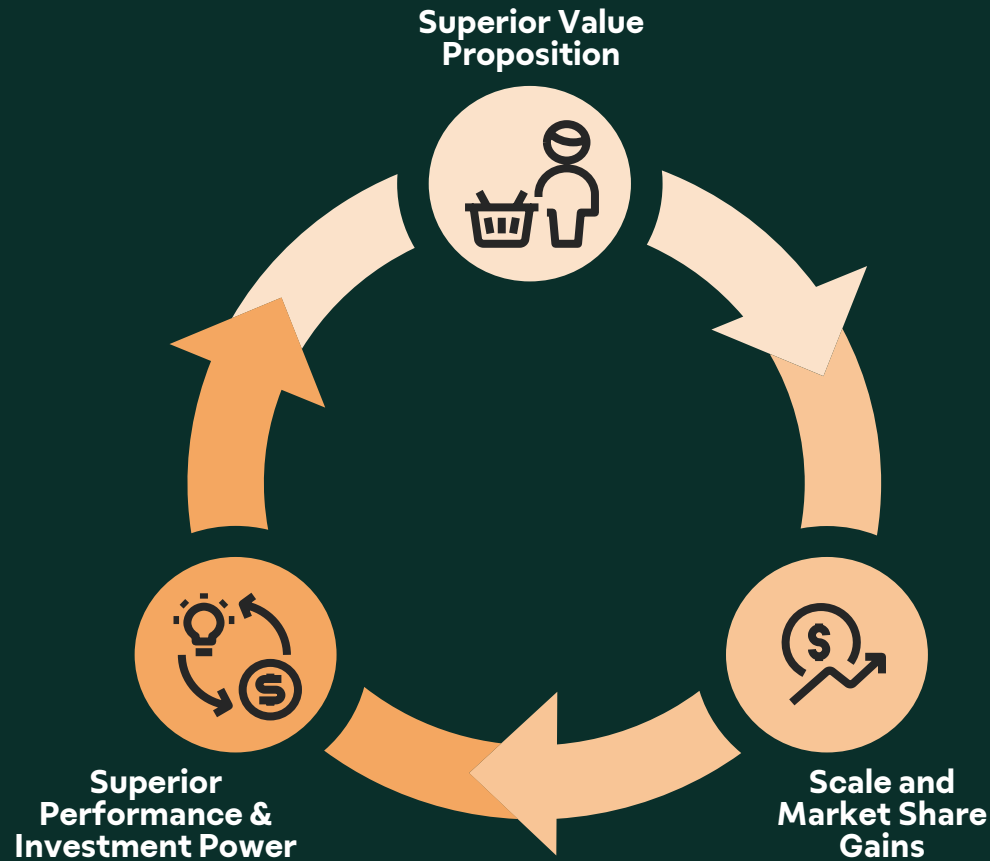 Superior Value
Proposition
Superior
Performance &
Investment Power
Scale and
Market Share
Gains